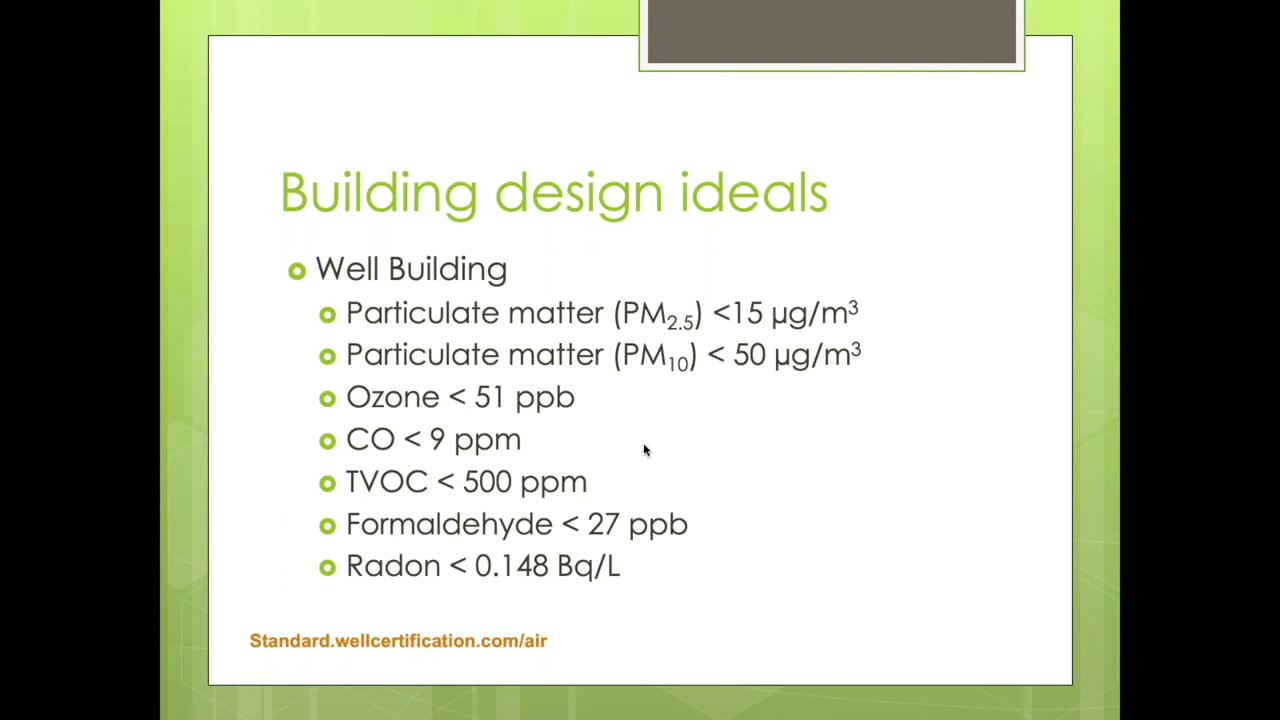 Building design ideals
Well Building
Particulate matter (PM₂.₅) <15 µg/m³
Particulate matter (PM₁₀) < 50 µg/m³
Ozone < 51 ppb
CO < 9 ppm
TVOC < 500 ppm
Formaldehyde < 27 ppb
Radon < 0.148 Bq/L
Standard.wellcertification.com/air